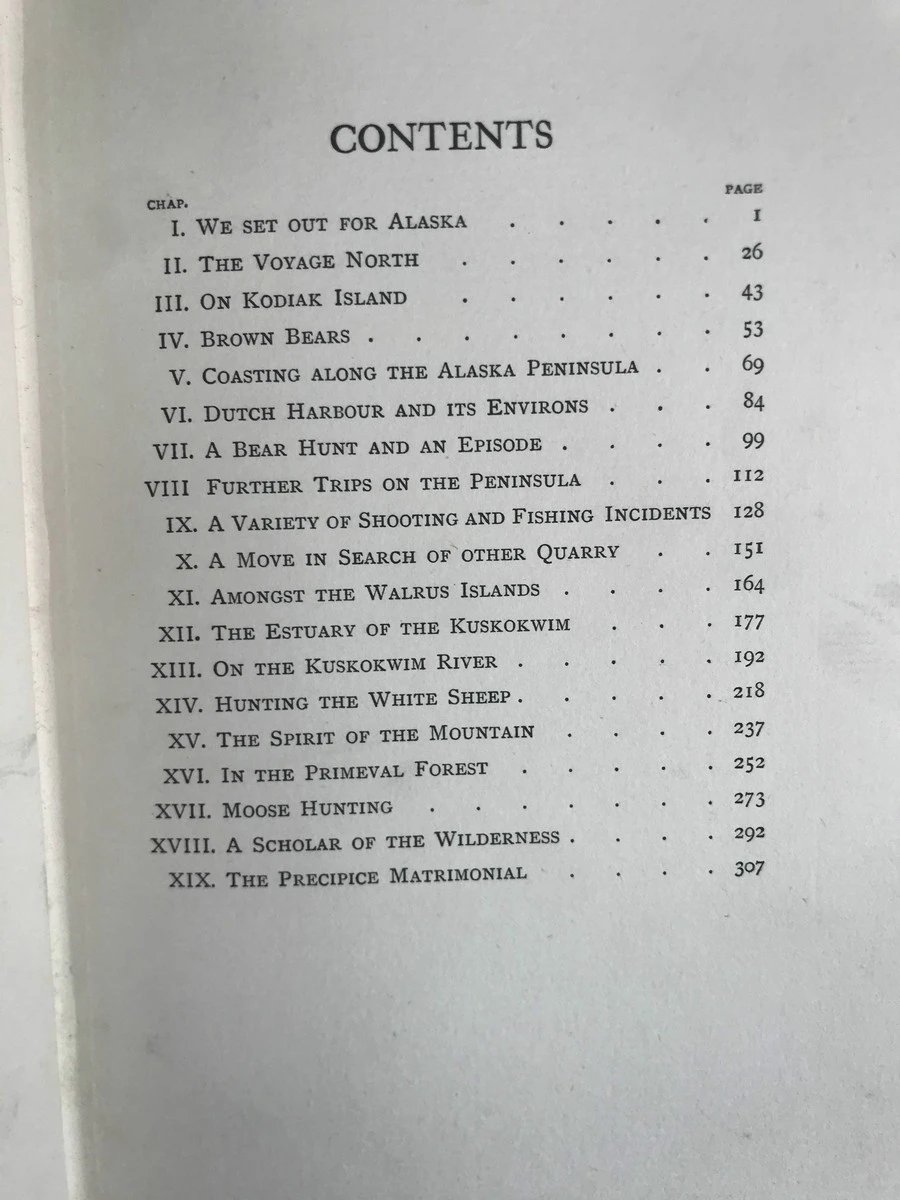 CONTENTS
CHAP. PAGE
I. WE SET OUT FOR ALASKA . . . . . 1
II. THE VOYAGE NORTH . . . . . . 26
III. ON KODIAK ISLAND . . . . . . 43
IV. BROWN BEARS . . . . . . . . 53
V. COASTING ALONG THE ALASKA PENINSULA . . 69
VI. DUTCH HARBOUR AND ITS ENVIRONS . . . 84
VII. A BEAR HUNT AND AN EPISODE . . . . 99
VIII FURTHER TRIPS ON THE PENINSULA . . . 112
IX. A VARIETY OF SHOOTING AND FISHING INCIDENTS 128
X. A MOVE IN SEARCH OF OTHER QUARRY . . 151
XI. AMONGST THE WALRUS ISLANDS . . . . 164
XII. THE ESTUARY OF THE KUSKOKWIM . . . 177
XIII. ON THE KUSKOKWIM RIVER . . . . . 192
XIV. HUNTING THE WHITE SHEEP . . . . . 218
XV. THE SPIRIT OF THE MOUNTAIN . . . . 237
XVI. IN THE PRIMEVAL FOREST . . . . . 252
XVII. MOOSE HUNTING . . . . . . . 273
XVIII. A SCHOLAR OF THE WILDERNESS . . . . 292
XIX. THE PRECIPICE MATRIMONIAL . . . . 307